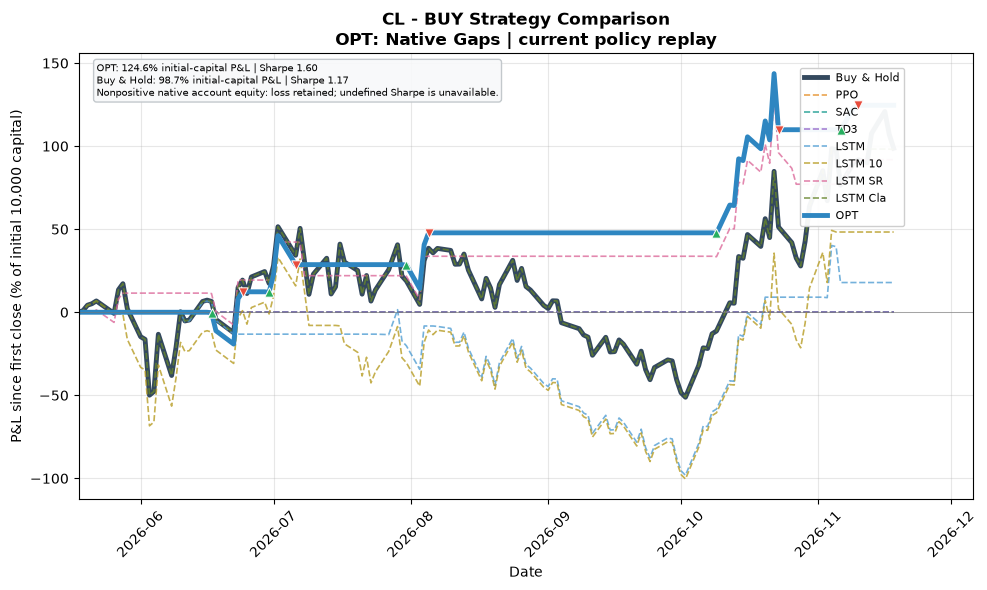 CL - BUY Strategy Comparison
OPT: Native Gaps | current policy replay
OPT: 124.6% initial-capital P&L | Sharpe 1.60
Buy & Hold: 98.7% initial-capital P&L | Sharpe 1.17
Nonpositive native account equity: loss retained; undefined Sharpe is unavailable.
Buy & Hold
PPO
SAC
TD3
LSTM
LSTM 10
LSTM SR
LSTM Cla
OPT
P&L since first close (% of initial 10,000 capital)
150
100
50
0
−50
−100
2026-06
2026-07
2026-08
2026-09
2026-10
2026-11
2026-12
Date